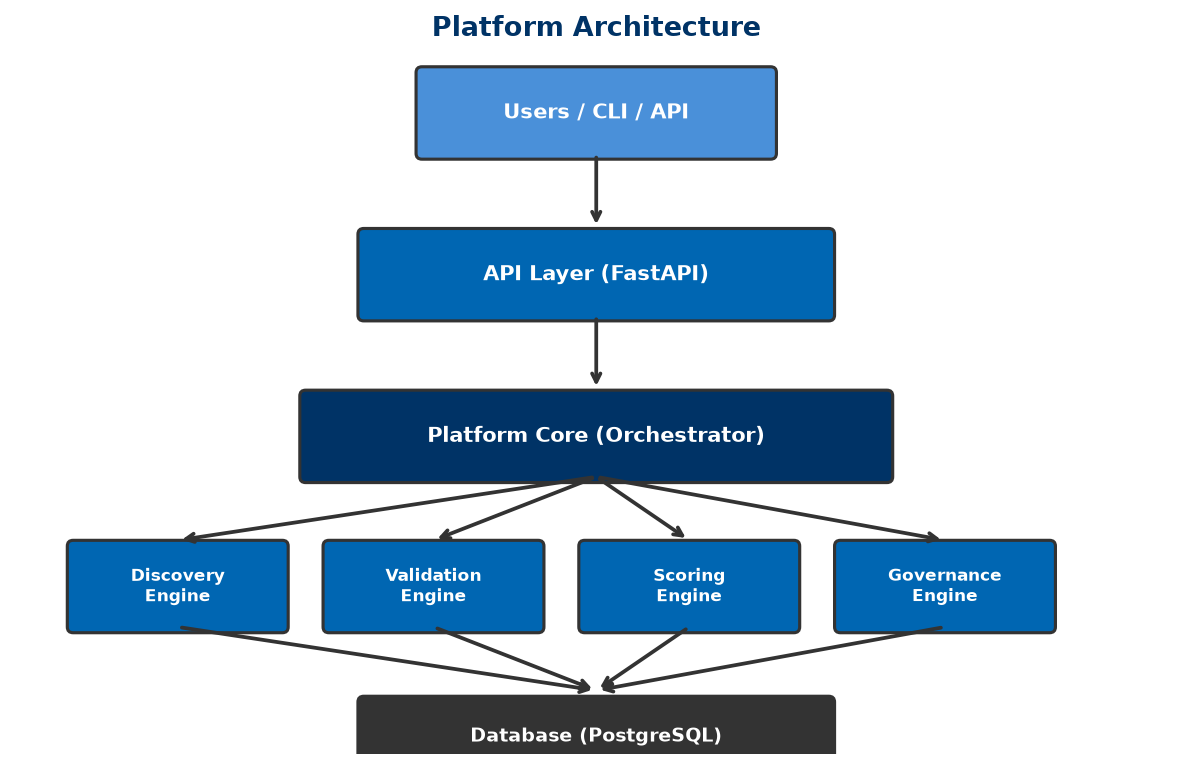 Platform Architecture
Users / CLI / API
API Layer (FastAPI)
Platform Core (Orchestrator)
Discovery
Engine
Validation
Engine
Scoring
Engine
Governance
Engine
Database (PostgreSQL)